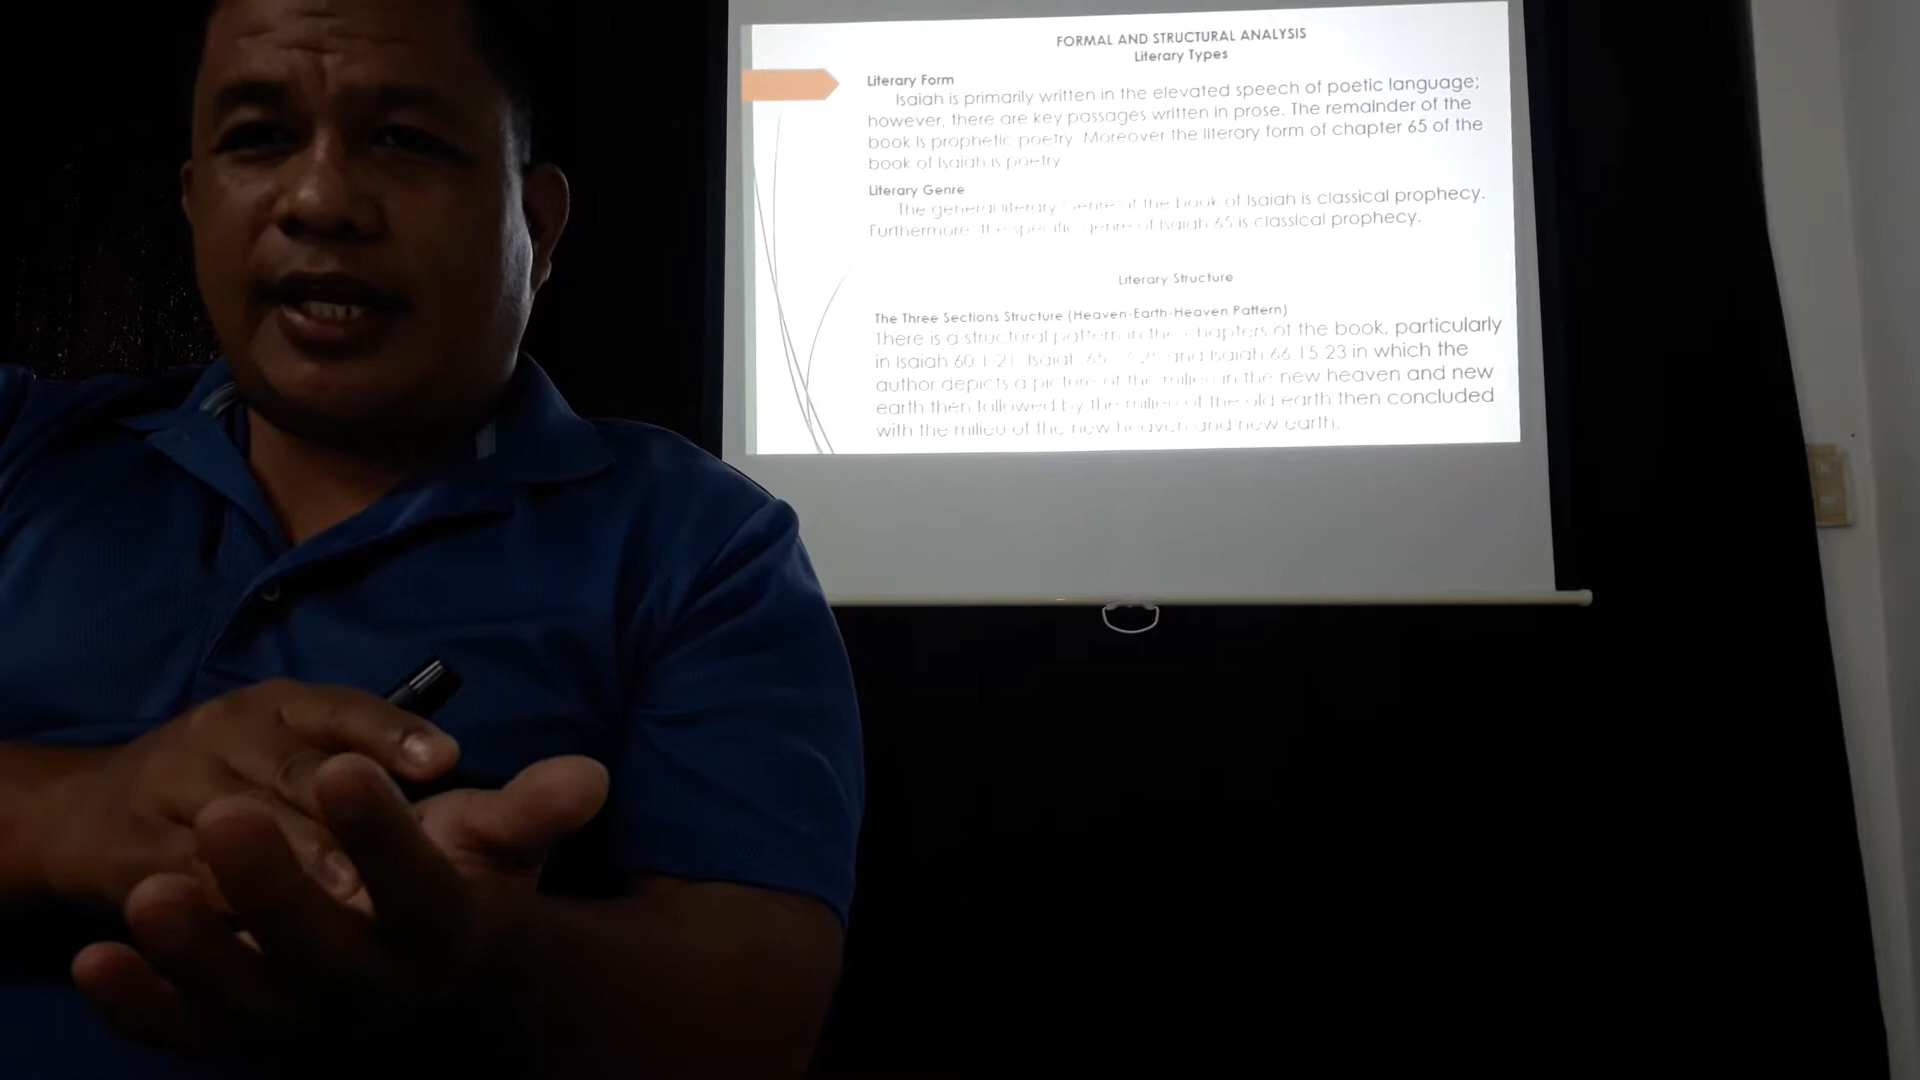 FORMAL AND STRUCTURAL ANALYSIS
Literary Types
Literary Form
Isaiah is primarily written in the elevated speech of poetic language;
however, there are key passages written in prose. The remainder of the
book is prophetic poetry. Moreover the literary form of chapter 65 of the
book of Isaiah is poetry
Literary Genre
The general literary Genre of the book of Isaiah is classical prophecy.
Furthermore, the specific genre of Isaiah 65 is classical prophecy.
Literary Structure
The Three Sections Structure (Heaven-Earth-Heaven Pattern)
There is a structural pattern in the chapters of the book, particularly
in Isaiah 60 1 21 Isaiah 65 and Isaiah 66 15 23 in which the
author depicts a picture of the milieu in the new heaven and new
earth then followed by the milieu of the old earth then concluded
with the milieu of the new heaven and new earth.